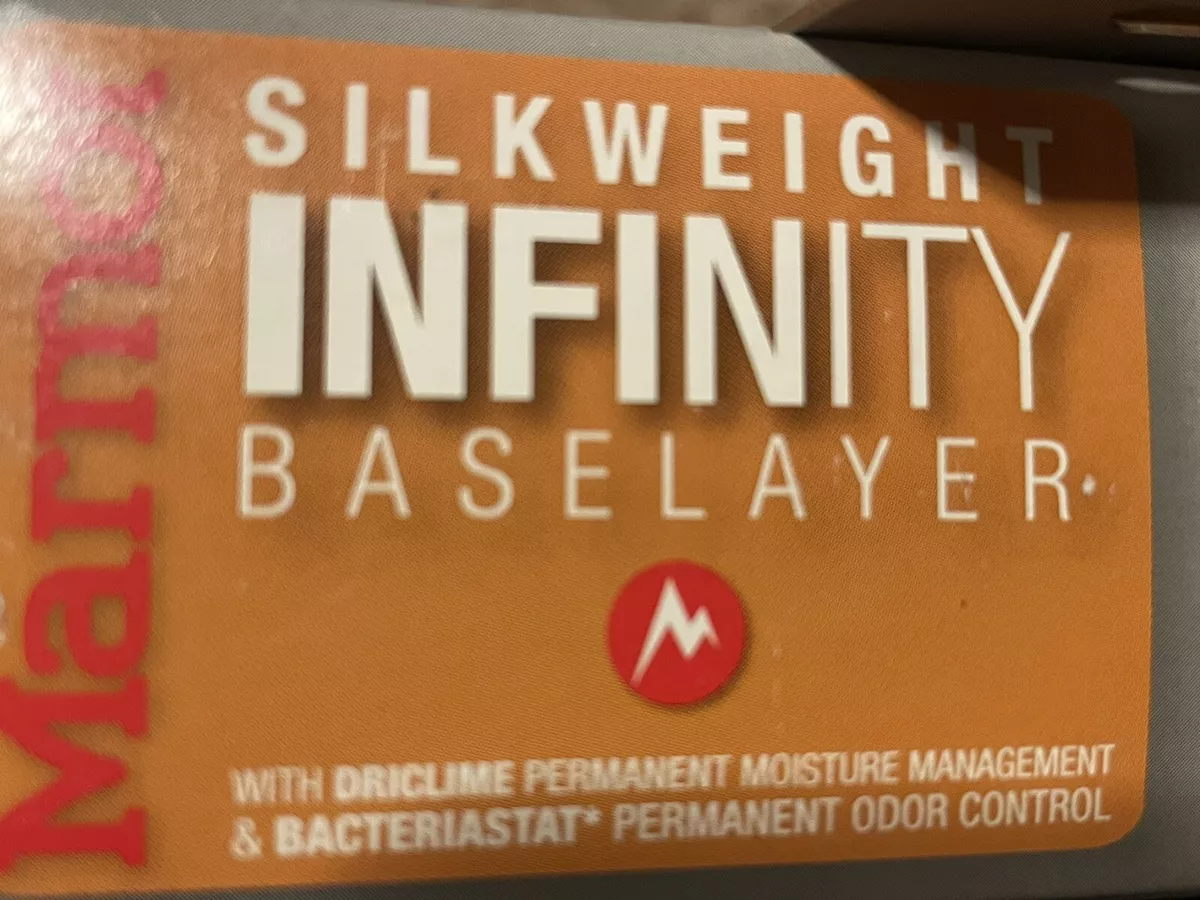 Marmot
SILKWEIGHT
INFINITY
BASELAYER
WITH DRICLIME PERMANENT MOISTURE MANAGEMENT
& BACTERIASTAT* PERMANENT ODOR CONTROL